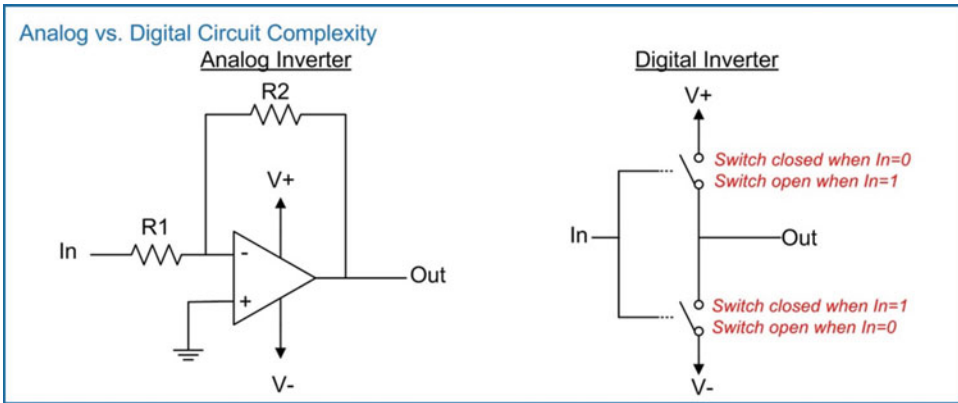 Analog vs. Digital Circuit Complexity
Analog Inverter
R2
V+
R1
In
-
+
Out
V-
Digital Inverter
V+
Switch closed when In=0
Switch open when In=1
In
Out
Switch closed when In=1
Switch open when In=0
V-